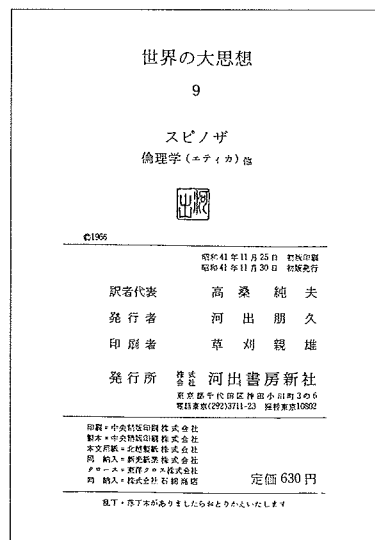 世界の大思想
9
スピノザ
倫理学(エティカ)他
河出
©1966
昭和41年11月25日 初版印刷
昭和41年11月30日 初版発行
訳者代表 高桑純夫
発行者 河出朋久
印刷者 草刈親雄
発行所 株式会社 河出書房新社
東京都千代田区神田小川町3の6
電話東京(292)3711-23 振替東京10802
印刷=中央精版印刷株式会社
製本=中央精版印刷株式会社
本文用紙=北越製紙株式会社
同 納入=新光紙業株式会社
クロース=東洋クロス株式会社
同 納入=株式会社石綿商店
定価630円
乱丁・落丁本がありましたらおとりかえいたします